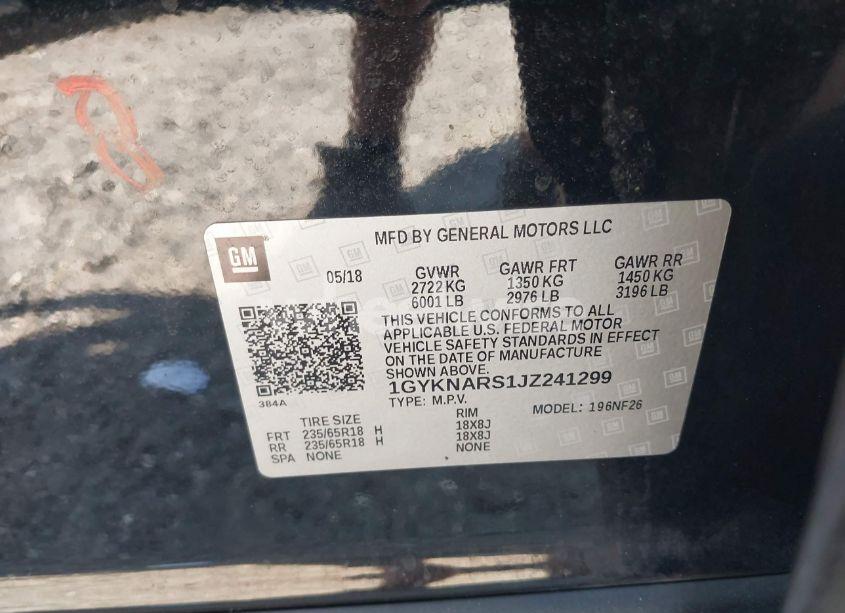 MFD BY GENERAL MOTORS LLC
GM
05/18 GVWR GAWR FRT GAWR RR
2722 KG 1350 KG 1450 KG
6001 LB 2976 LB 3196 LB
THIS VEHICLE CONFORMS TO ALL
APPLICABLE U.S. FEDERAL MOTOR
VEHICLE SAFETY STANDARDS IN EFFECT
ON THE DATE OF MANUFACTURE
SHOWN ABOVE.
1GYKNARS1JZ241299
384A
TYPE: M.P.V. MODEL: 196NF26
TIRE SIZE RIM
FRT 235/65R18 H 18X8J
RR 235/65R18 H 18X8J
SPA NONE NONE